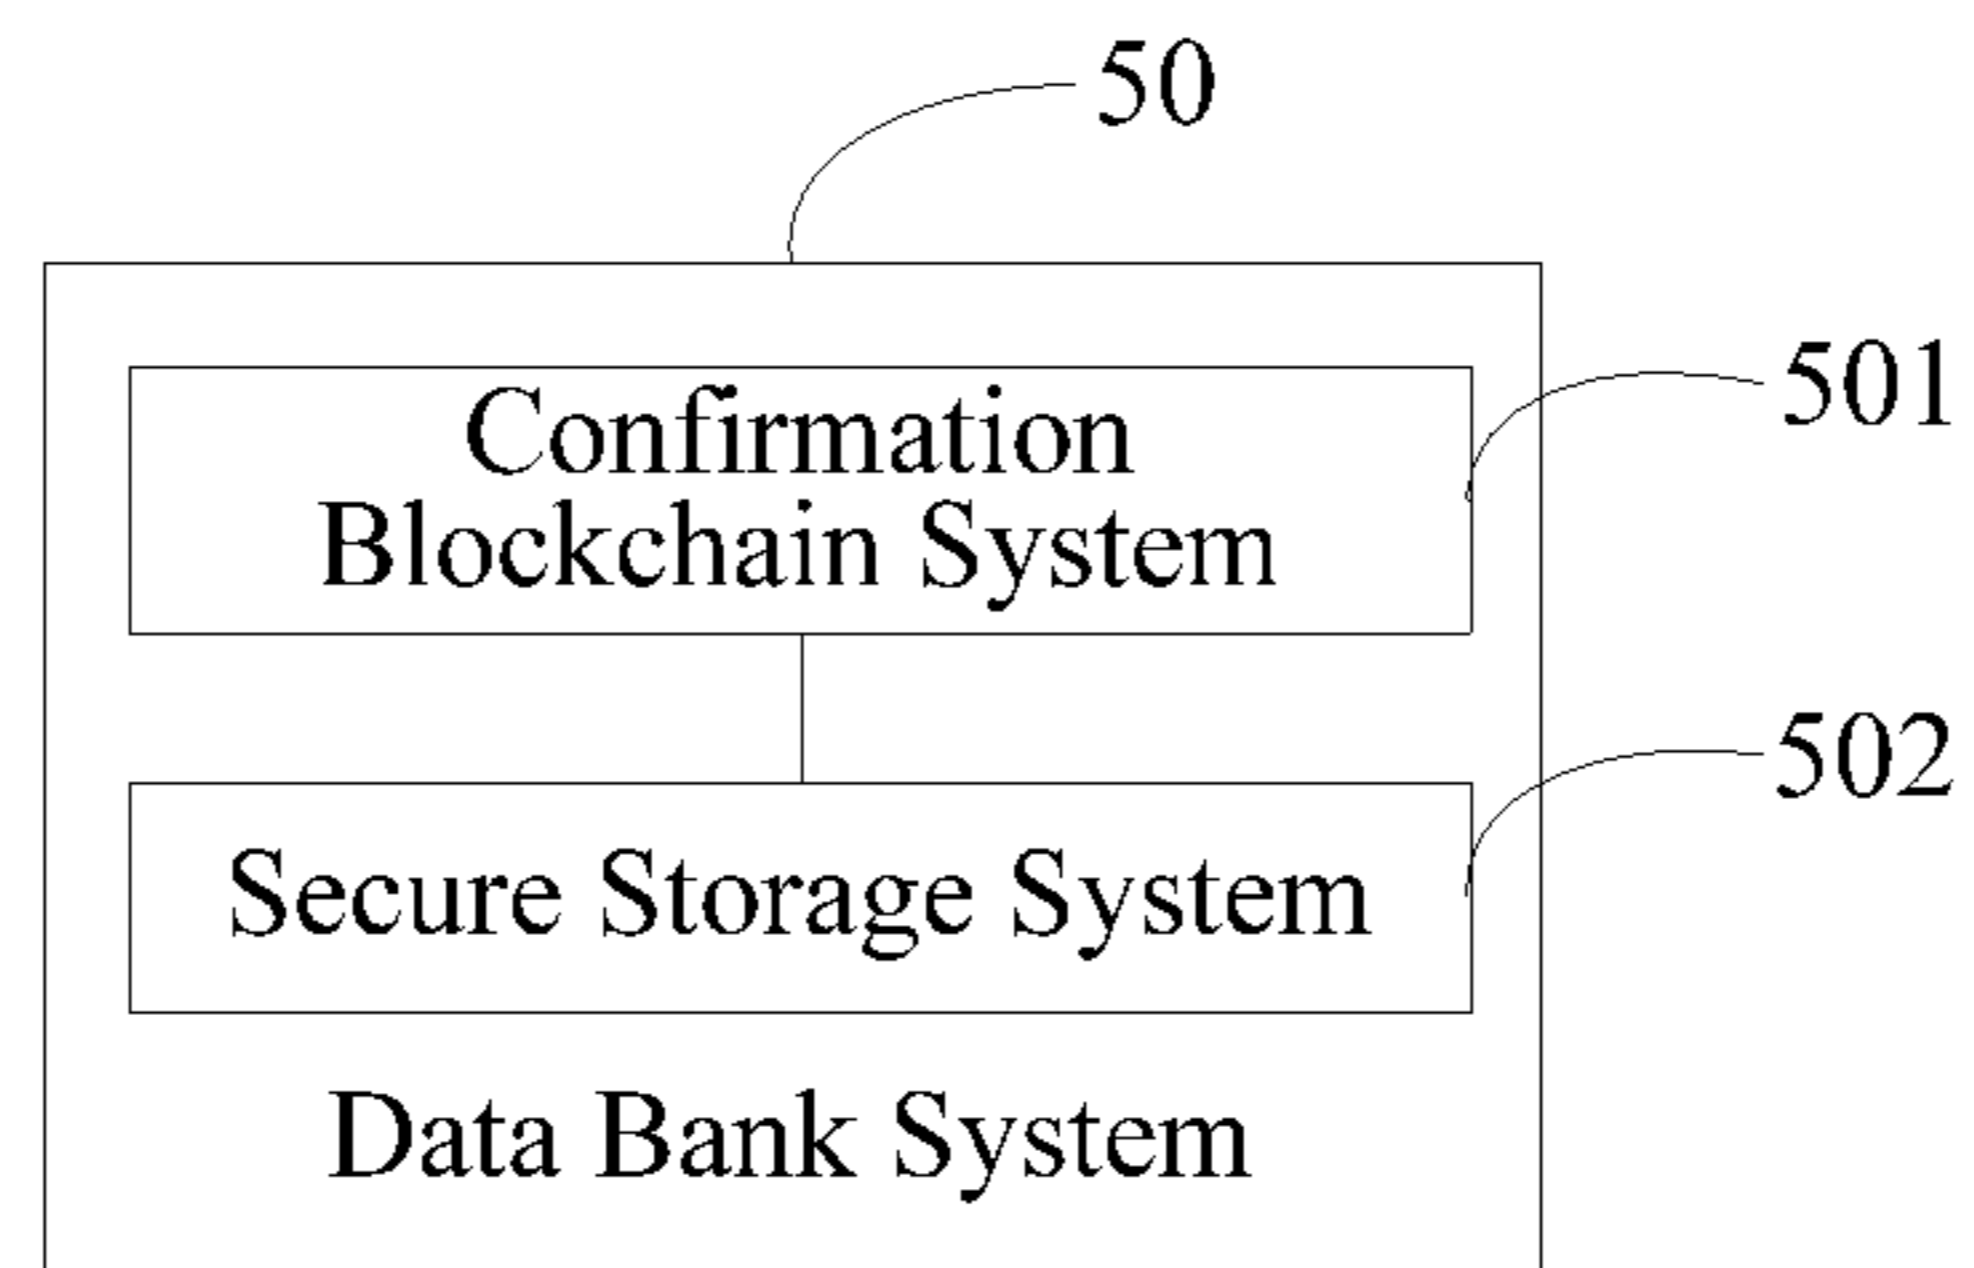 50
Confirmation
Blockchain System
501
Secure Storage System
502
Data Bank System